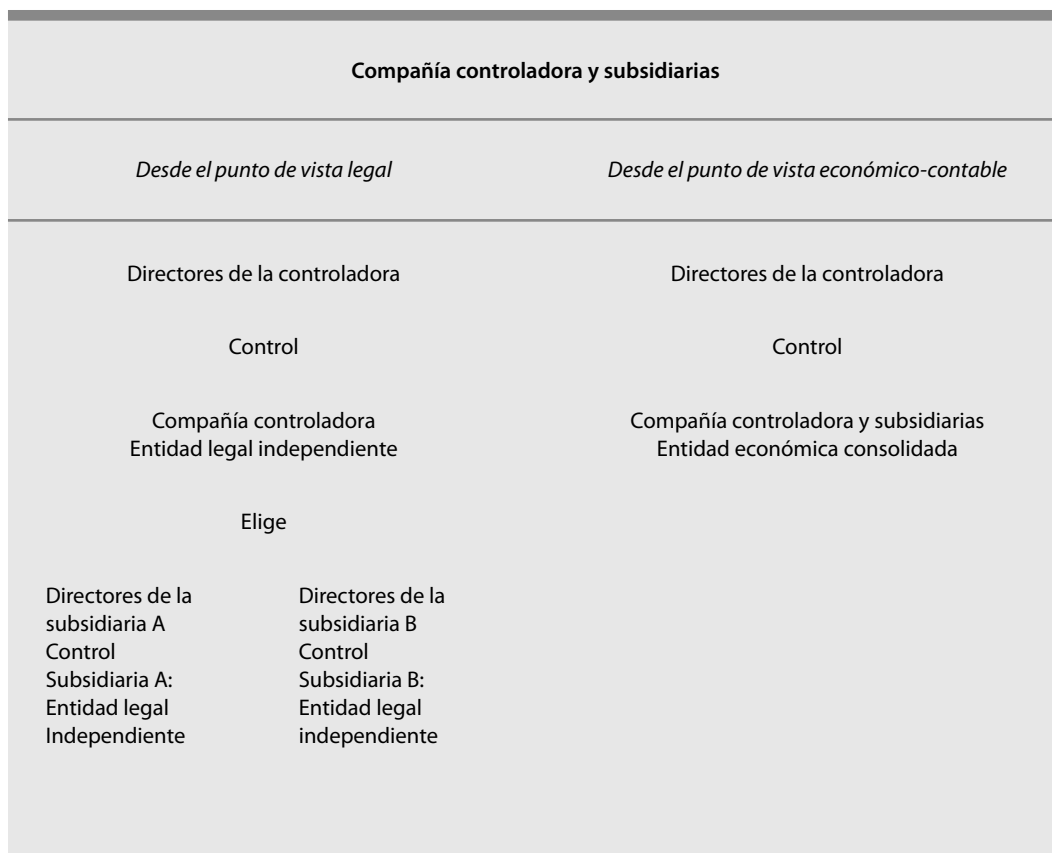 Compañía controladora y subsidiarias
Desde el punto de vista legal
Desde el punto de vista económico-contable
Directores de la controladora
Directores de la controladora
Control
Control
Compañía controladora
Entidad legal independiente
Compañía controladora y subsidiarias
Entidad económica consolidada
Elige
Directores de la
subsidiaria A
Control
Subsidiaria A:
Entidad legal
Independiente
Directores de la
subsidiaria B
Control
Subsidiaria B:
Entidad legal
independiente